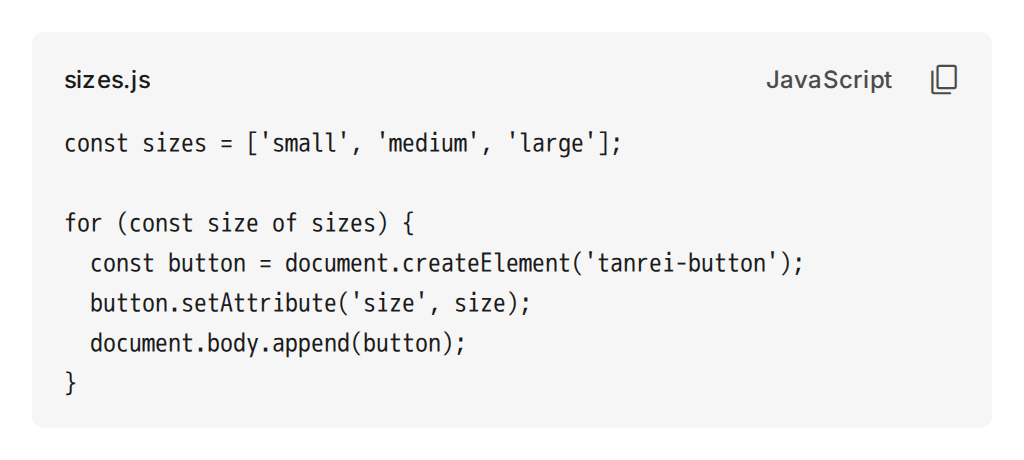 sizes.js
JavaScript
const sizes = ['small', 'medium', 'large'];

for (const size of sizes) {
  const button = document.createElement('tanrei-button');
  button.setAttribute('size', size);
  document.body.append(button);
}